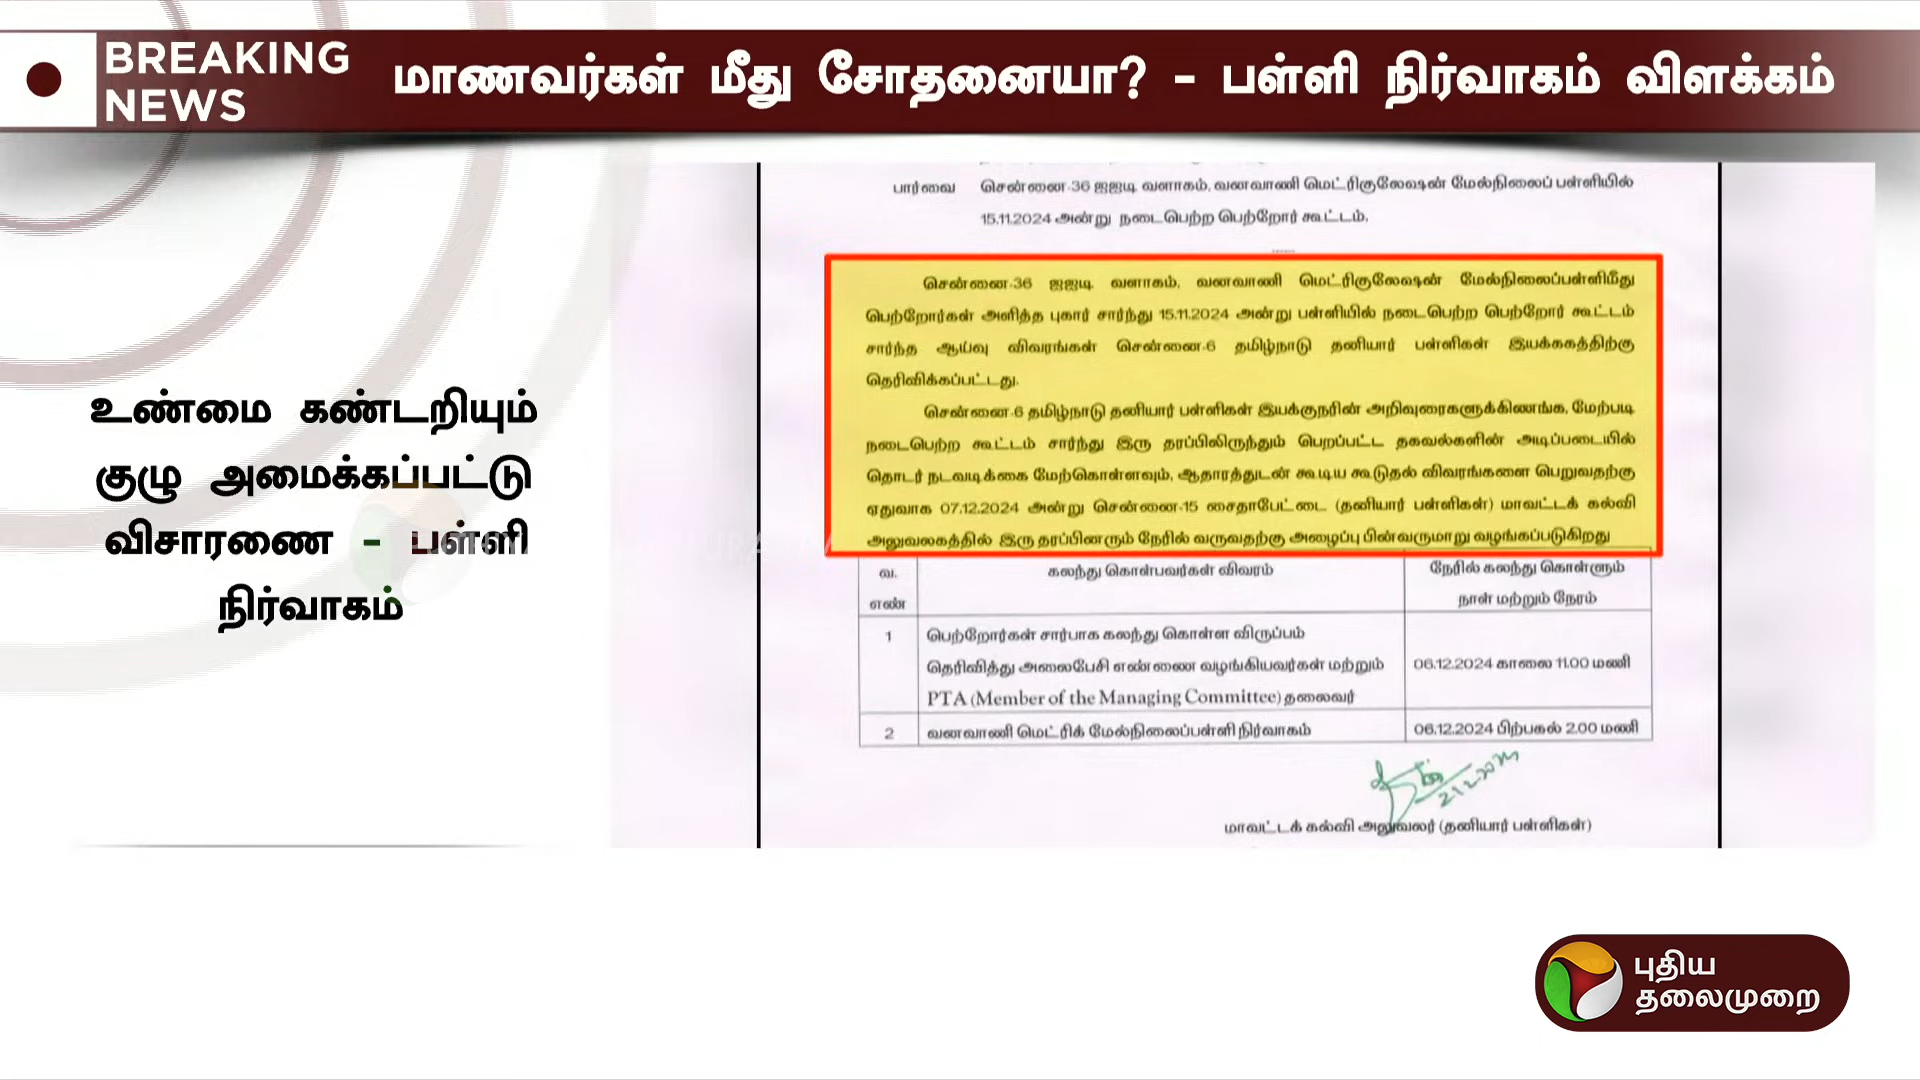 BREAKING
NEWS
மாணவர்கள் மீது சோதனையா? - பள்ளி நிர்வாகம் விளக்கம்
உண்மை கண்டறியும்
குழு அமைக்கப்பட்டு
விசாரணை - பள்ளி
நிர்வாகம்
பார்வை சென்னை-36 ஐஐடி வளாகம், வனவாணி மெட்ரிகுலேஷன் மேல்நிலைப் பள்ளியில்
15.11.2024 அன்று நடைபெற்ற பெற்றோர் கூட்டம்.
சென்னை-36 ஐஐடி வளாகம், வனவாணி மெட்ரிகுலேஷன் மேல்நிலைப்பள்ளிமீது
பெற்றோர்கள் அளித்த புகார் சார்ந்து 15.11.2024 அன்று பள்ளியில் நடைபெற்ற பெற்றோர் கூட்டம்
சார்ந்த ஆய்வு விவரங்கள் சென்னை-6 தமிழ்நாடு தனியார் பள்ளிகள் இயக்ககத்திற்கு
தெரிவிக்கப்பட்டது.
சென்னை-6 தமிழ்நாடு தனியார் பள்ளிகள் இயக்குநரின் அறிவுரைகளுக்கிணங்க, மேற்படி
நடைபெற்ற கூட்டம் சார்ந்து இரு தரப்பிலிருந்தும் பெறப்பட்ட தகவல்களின் அடிப்படையில்
தொடர் நடவடிக்கை மேற்கொள்ளவும், ஆதாரத்துடன் கூடிய கூடுதல் விவரங்களை பெறுவதற்கு
ஏதுவாக 07.12.2024 அன்று சென்னை-15 சைதாபேட்டை (தனியார் பள்ளிகள்) மாவட்டக் கல்வி
அலுவலகத்தில் இரு தரப்பினரும் நேரில் வருவதற்கு அழைப்பு பின்வருமாறு வழங்கப்படுகிறது
வ.
எண்
கலந்து கொள்பவர்கள் விவரம்
நேரில் கலந்து கொள்ளும்
நாள் மற்றும் நேரம்
1
பெற்றோர்கள் சார்பாக கலந்து கொள்ள விருப்பம்
தெரிவித்து அலைபேசி எண்ணை வழங்கியவர்கள் மற்றும்
PTA (Member of the Managing Committee) தலைவர்
06.12.2024 காலை 11.00 மணி
2
வனவாணி மெட்ரிக் மேல்நிலைப்பள்ளி நிர்வாகம்
06.12.2024 பிற்பகல் 2.00 மணி
மாவட்டக் கல்வி அலுவலர் (தனியார் பள்ளிகள்)
புதிய
தலைமுறை